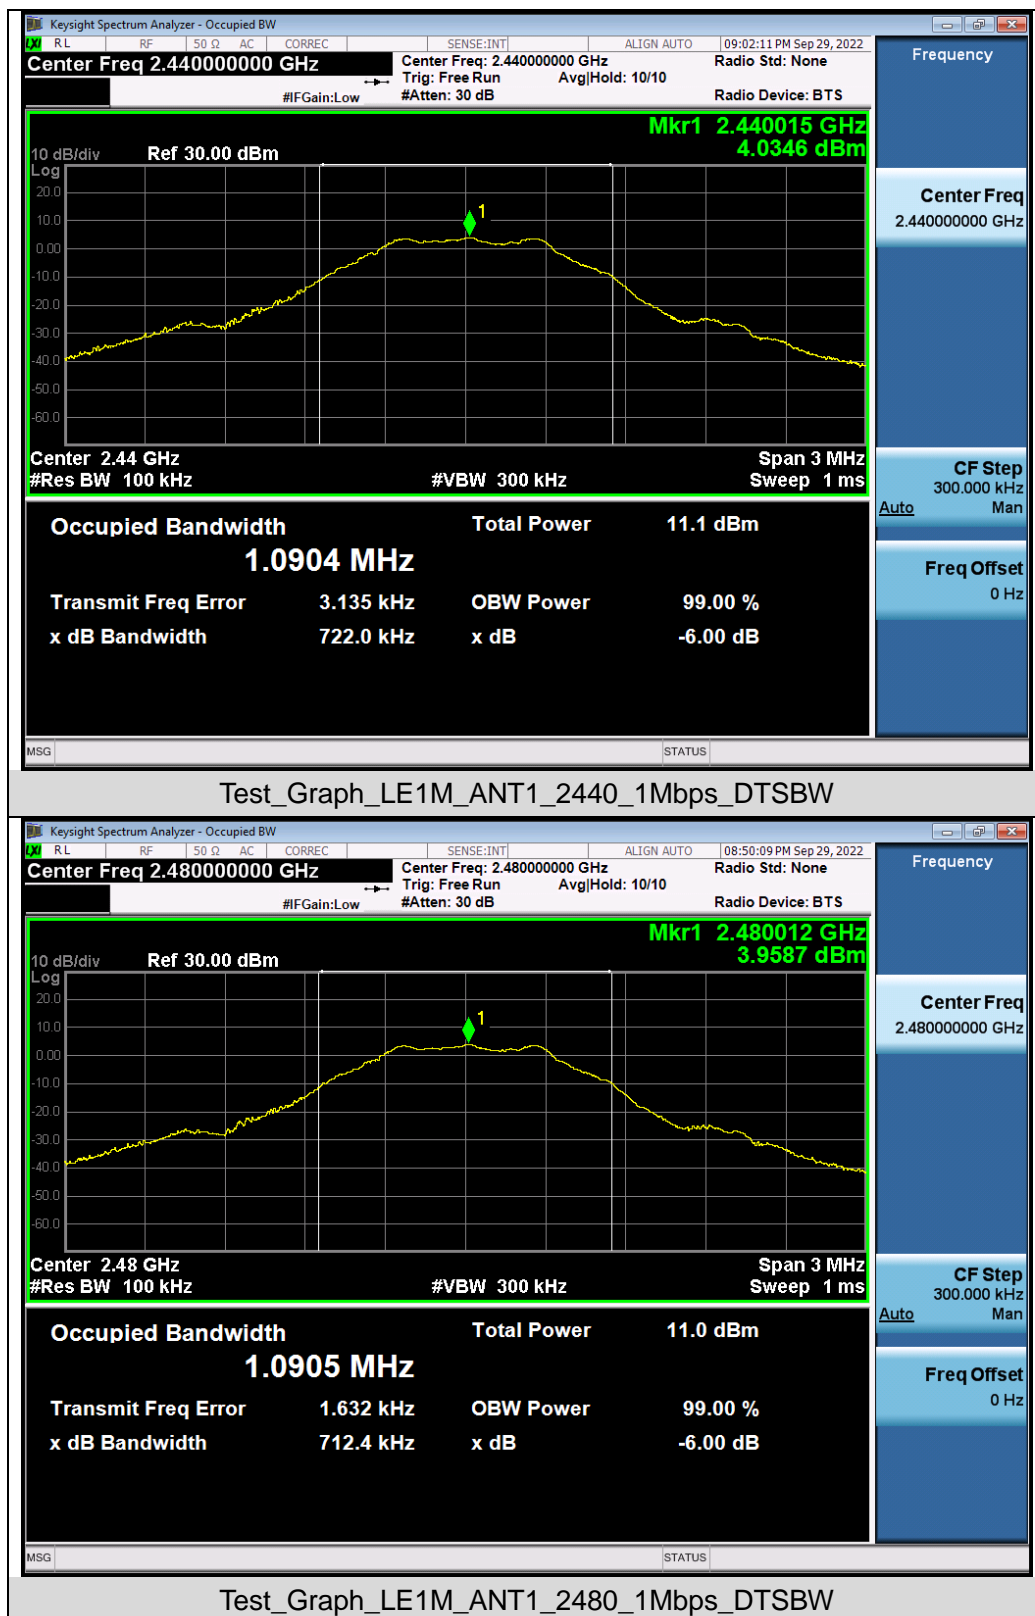 Keysight Spectrum Analyzer - Occupied BW
LXI RL RF 50 Ω AC CORREC SENSE:INT ALIGN AUTO 09:02:11 PM Sep 29, 2022
Center Freq 2.440000000 GHz
Center Freq: 2.440000000 GHz Radio Std: None
Trig: Free Run Avg|Hold: 10/10
#IFGain:Low #Atten: 30 dB Radio Device: BTS
Frequency
Mkr1 2.440015 GHz
4.0346 dBm
10 dB/div Ref 30.00 dBm
Log
20.0
10.0
0.00
-10.0
-20.0
-30.0
-40.0
-50.0
-60.0
1
Center 2.44 GHz Span 3 MHz
#Res BW 100 kHz #VBW 300 kHz Sweep 1 ms
Center Freq
2.440000000 GHz
CF Step
300.000 kHz
Auto Man
Freq Offset
0 Hz
Occupied Bandwidth Total Power 11.1 dBm
1.0904 MHz
Transmit Freq Error 3.135 kHz OBW Power 99.00 %
x dB Bandwidth 722.0 kHz x dB -6.00 dB
MSG STATUS
Test_Graph_LE1M_ANT1_2440_1Mbps_DTSBW
Keysight Spectrum Analyzer - Occupied BW
LXI RL RF 50 Ω AC CORREC SENSE:INT ALIGN AUTO 08:50:09 PM Sep 29, 2022
Center Freq 2.480000000 GHz
Center Freq: 2.480000000 GHz Radio Std: None
Trig: Free Run Avg|Hold: 10/10
#IFGain:Low #Atten: 30 dB Radio Device: BTS
Frequency
Mkr1 2.480012 GHz
3.9587 dBm
10 dB/div Ref 30.00 dBm
Log
20.0
10.0
0.00
-10.0
-20.0
-30.0
-40.0
-50.0
-60.0
1
Center 2.48 GHz Span 3 MHz
#Res BW 100 kHz #VBW 300 kHz Sweep 1 ms
Center Freq
2.480000000 GHz
CF Step
300.000 kHz
Auto Man
Freq Offset
0 Hz
Occupied Bandwidth Total Power 11.0 dBm
1.0905 MHz
Transmit Freq Error 1.632 kHz OBW Power 99.00 %
x dB Bandwidth 712.4 kHz x dB -6.00 dB
MSG STATUS
Test_Graph_LE1M_ANT1_2480_1Mbps_DTSBW